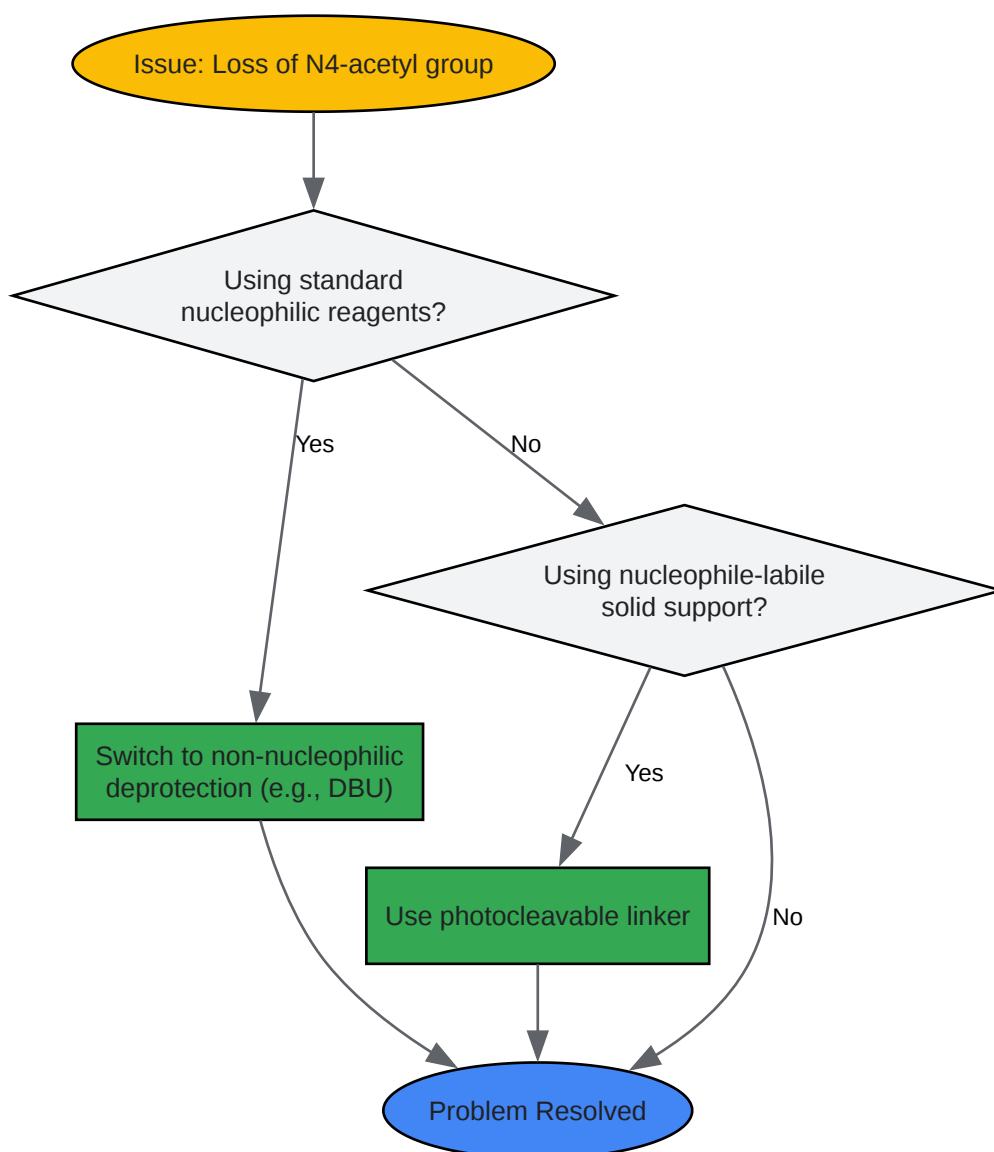 Issue: Loss of N4-acetyl group
Using standard
nucleophilic reagents?
Yes
No
Using nucleophile-labile
solid support?
Switch to non-nucleophilic
deprotection (e.g., DBU)
Yes
Use photocleavable linker
No
Problem Resolved